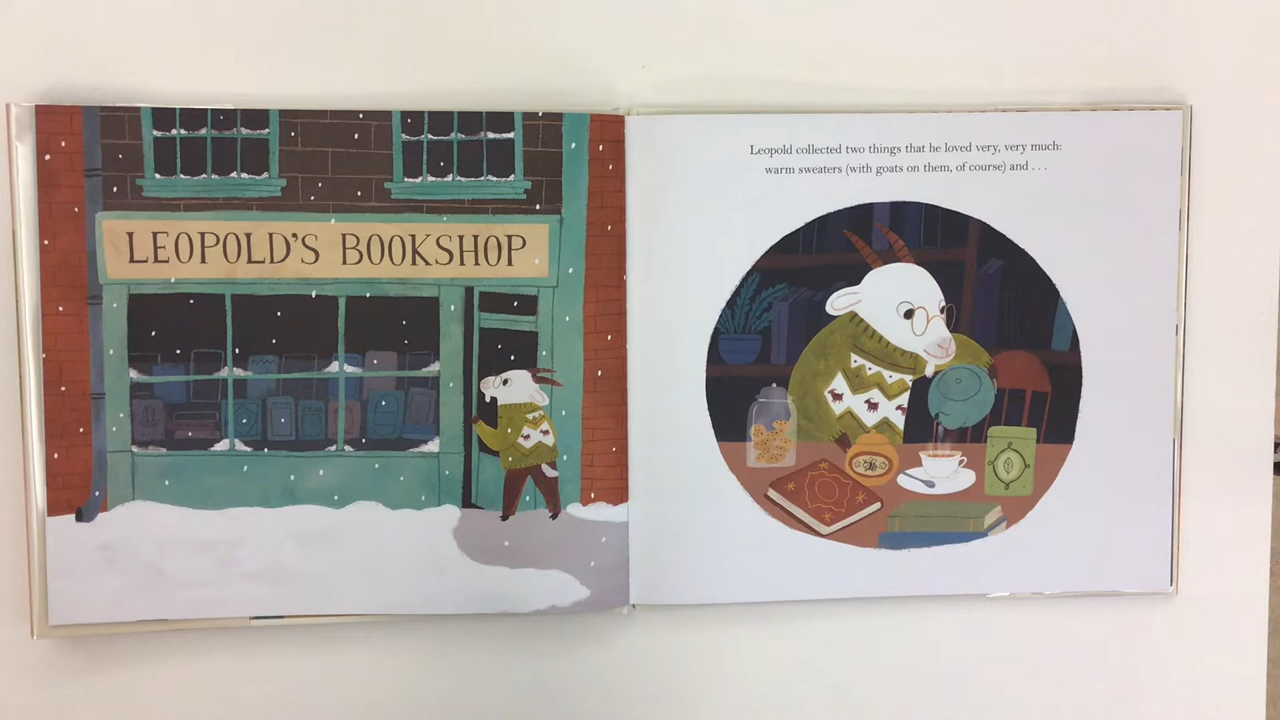 LEOPOLD'S BOOKSHOP
Leopold collected two things that he loved very, very much:
warm sweaters (with goats on them, of course) and . . .